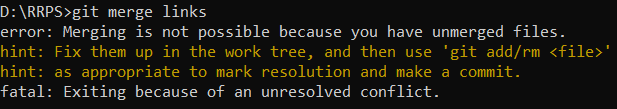 D:\RRPS>git merge links
error: Merging is not possible because you have unmerged files.
hint: Fix them up in the work tree, and then use 'git add/rm <file>'
hint: as appropriate to mark resolution and make a commit.
fatal: Exiting because of an unresolved conflict.